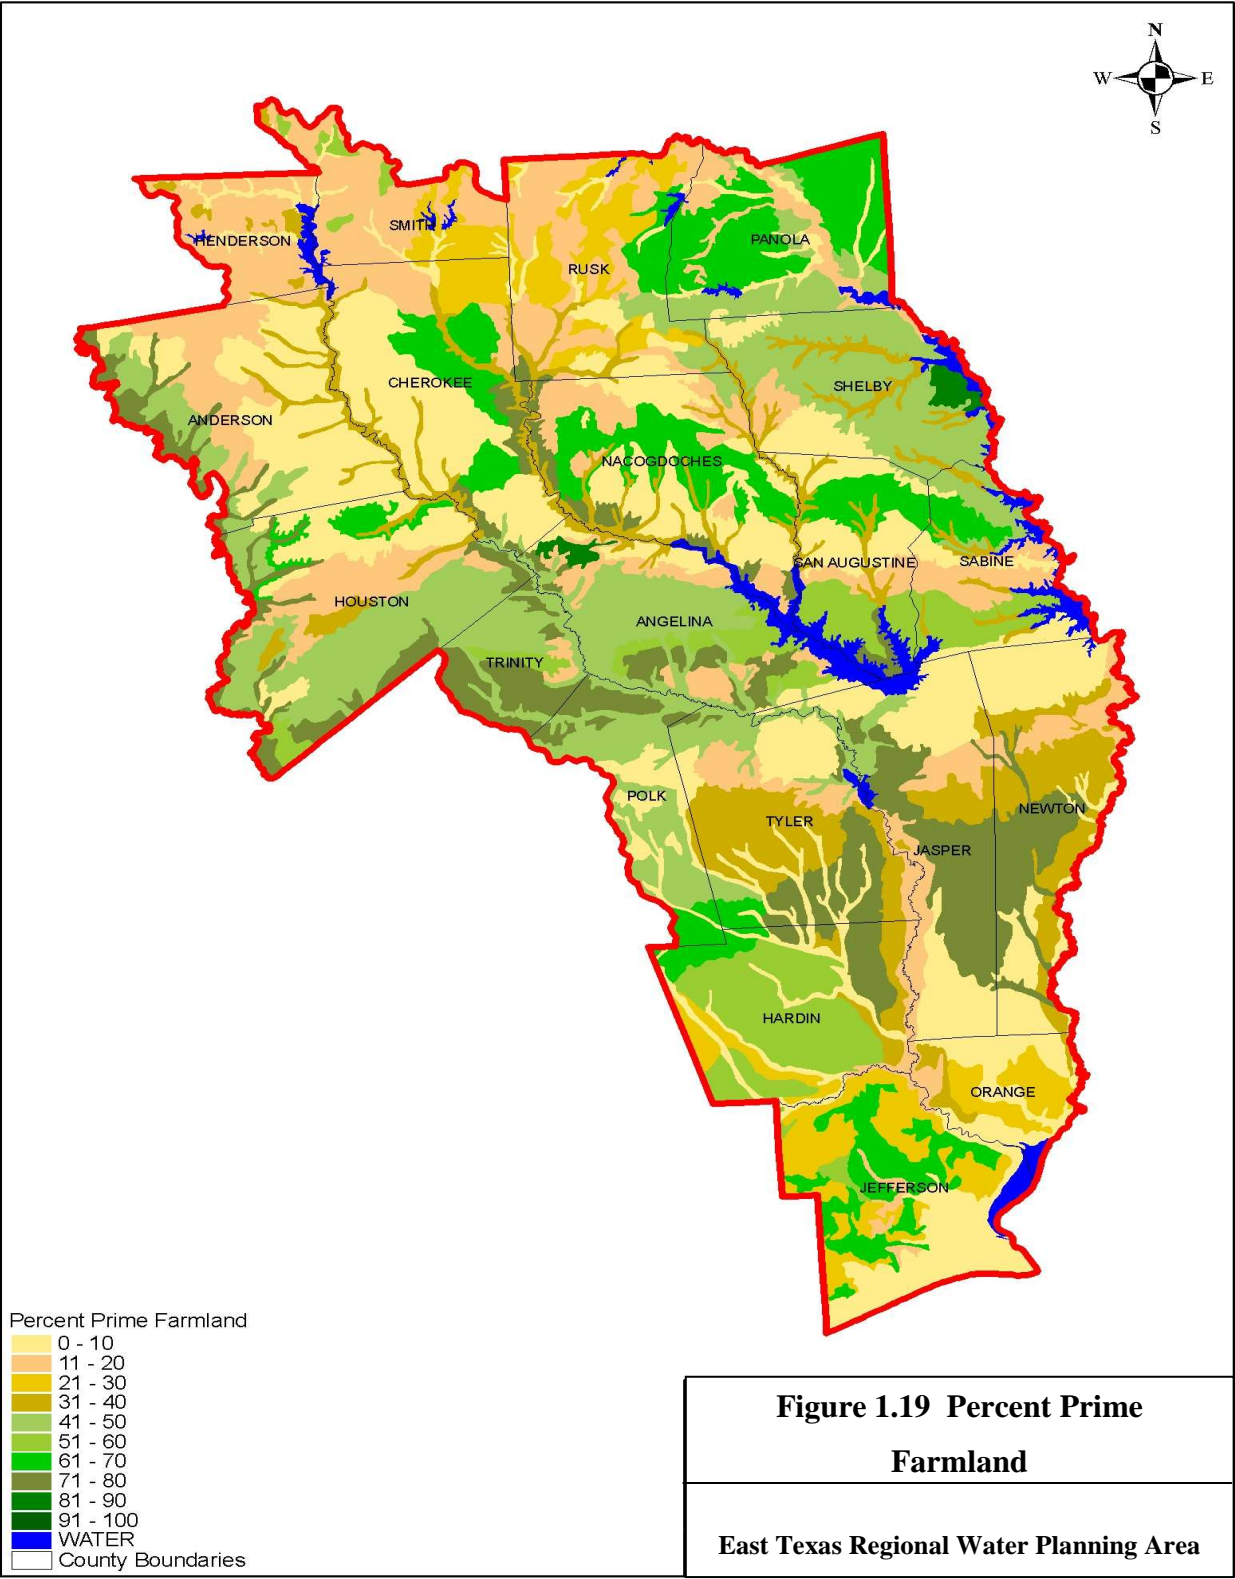 N
W E
S
HENDERSON
SMITH
RUSK
PANOLA
CHEROKEE
SHELBY
ANDERSON
NACOGDOCHES
SAN AUGUSTINE
SABINE
HOUSTON
ANGELINA
TRINITY
POLK
TYLER
NEWTON
JASPER
HARDIN
ORANGE
JEFFERSON
Percent Prime Farmland
0 - 10
11 - 20
21 - 30
31 - 40
41 - 50
51 - 60
61 - 70
71 - 80
81 - 90
91 - 100
WATER
County Boundaries
Figure 1.19 Percent Prime
Farmland
East Texas Regional Water Planning Area